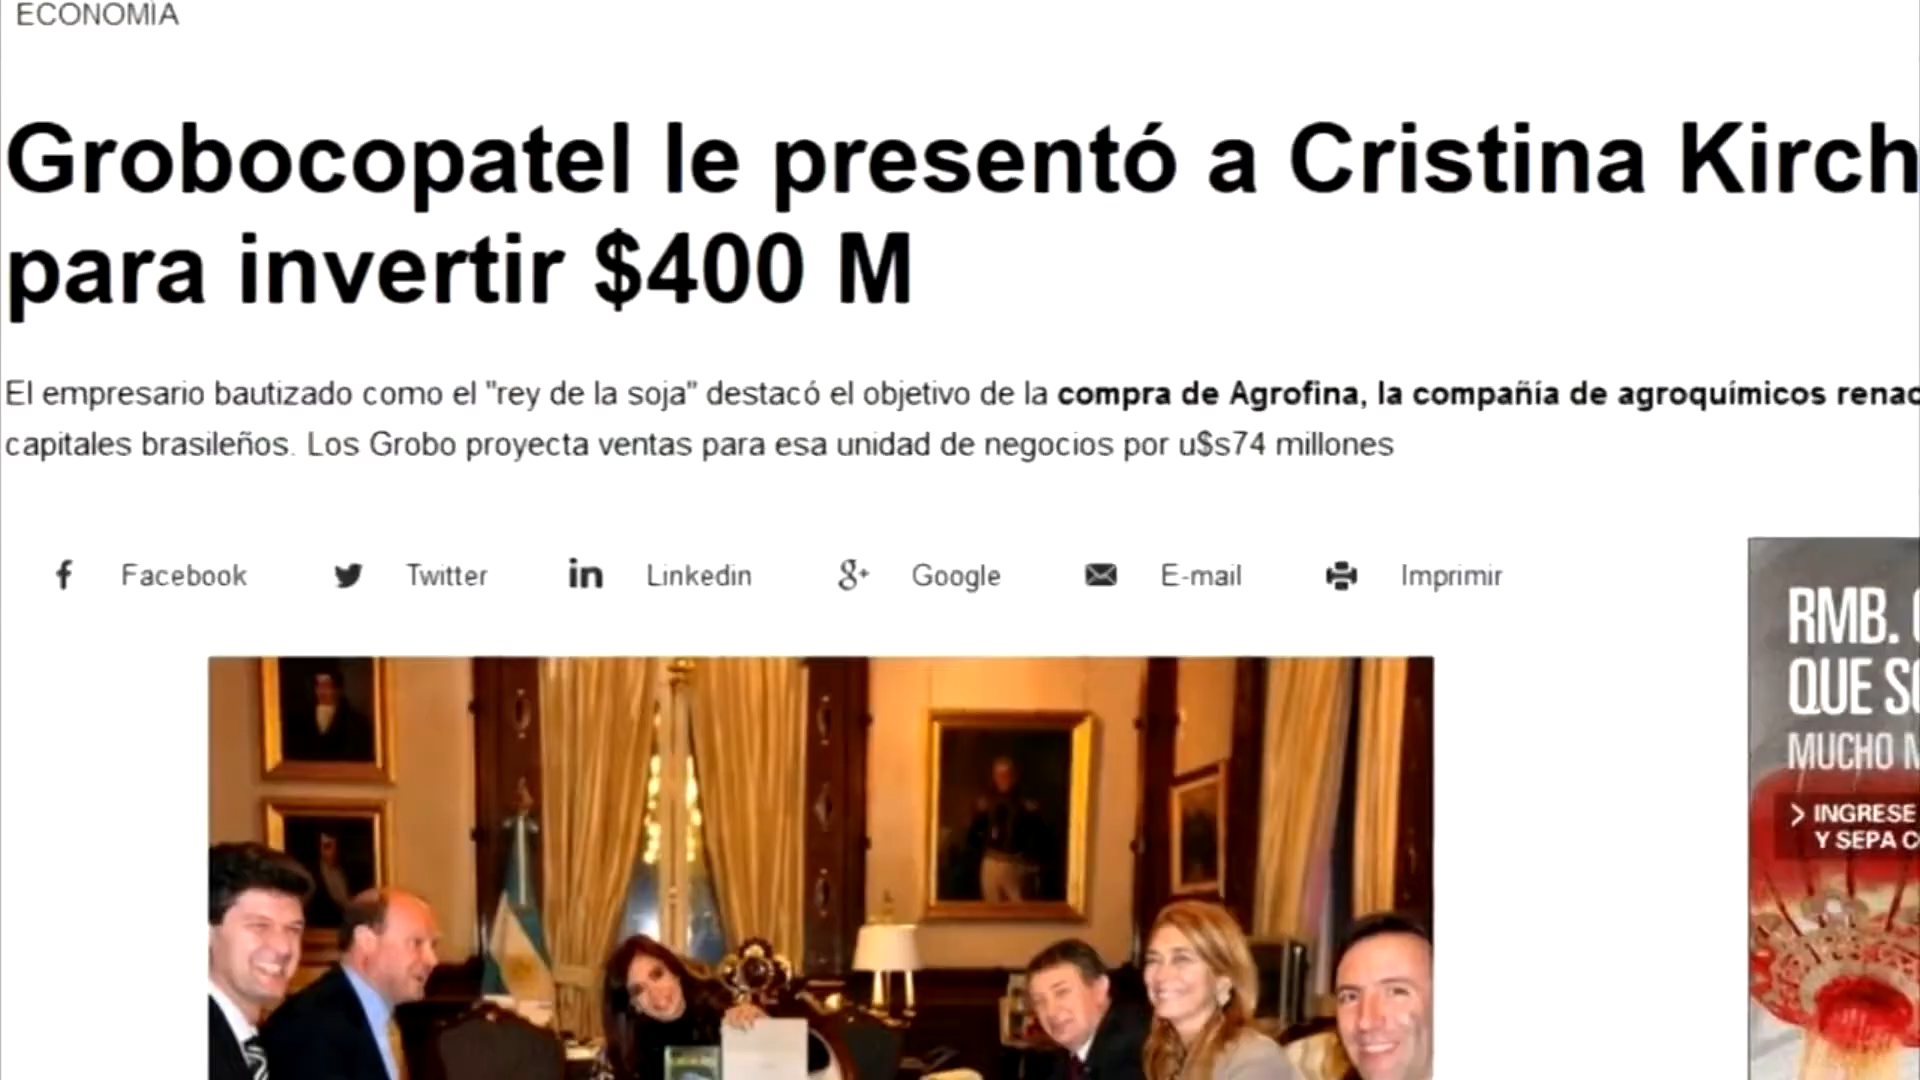 ECONOMÍA
Grobocopatel le presentó a Cristina Kirch
para invertir $400 M
El empresario bautizado como el "rey de la soja" destacó el objetivo de la compra de Agrofina, la compañía de agroquímicos renac
capitales brasileños. Los Grobo proyecta ventas para esa unidad de negocios por u$s74 millones
Facebook Twitter Linkedin Google E-mail Imprimir
RMB.
QUE SO
MUCHO
> INGRESE
Y SEPA C